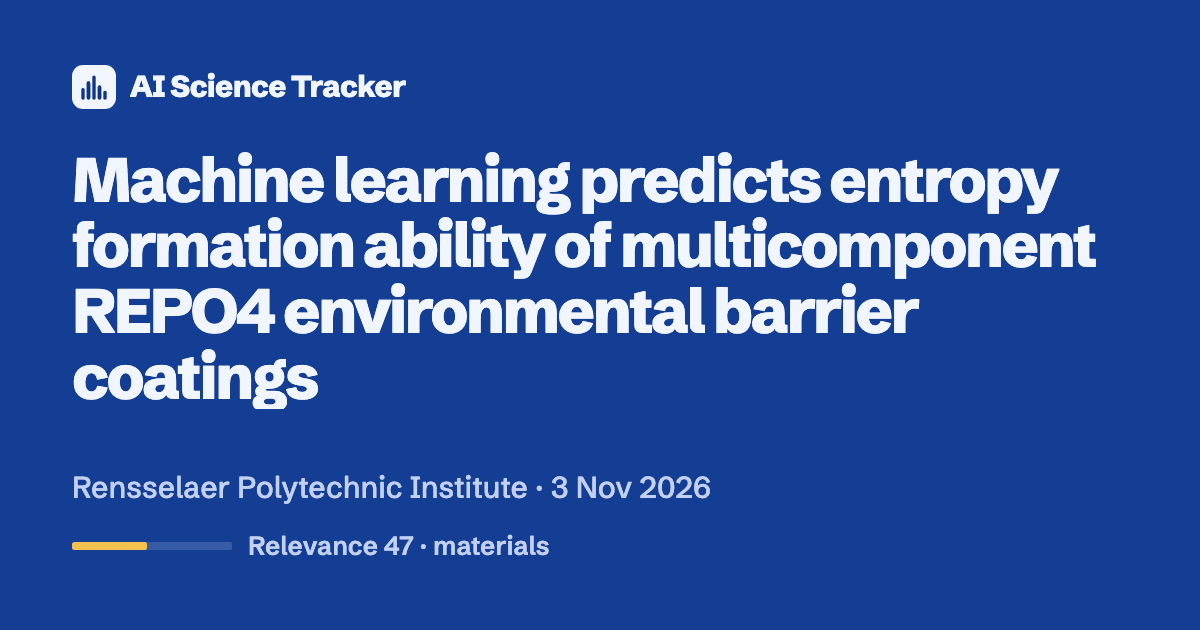 AI Science Tracker
Machine learning predicts entropy
formation ability of multicomponent
REPO4 environmental barrier
coatings
Rensselaer Polytechnic Institute · 3 Nov 2026
Relevance 47 · materials